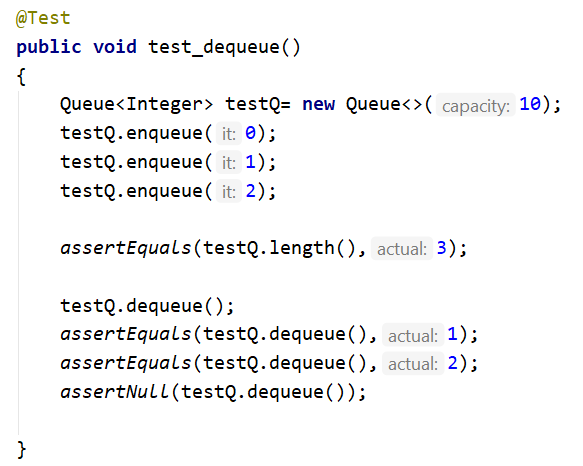 @Test
public void test_dequeue()
{
Queue<Integer> testQ= new Queue<>( capacity: 10);
testQ.enqueue( it: 0);
testQ.enqueue( it: 1);
testQ.enqueue( it: 2);
assertEquals(testQ.length(), actual: 3);
testQ.dequeue();
assertEquals(testQ.dequeue(), actual: 1);
assertEquals(testQ.dequeue(), actual: 2);
assertNull(testQ.dequeue());
}